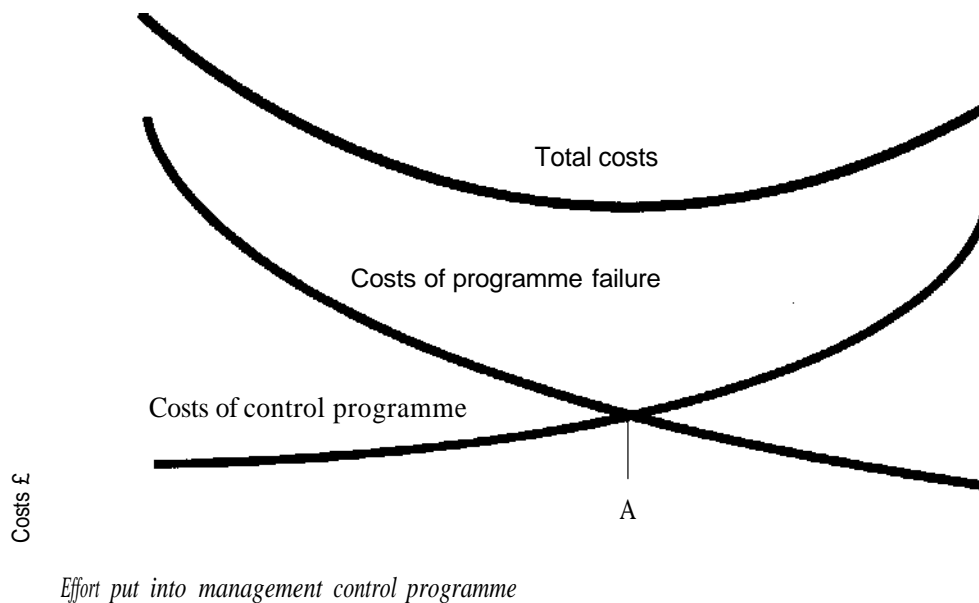 Total costs
Costs of programme failure
Costs of control programme
A
Costs £
Effort put into management control programme